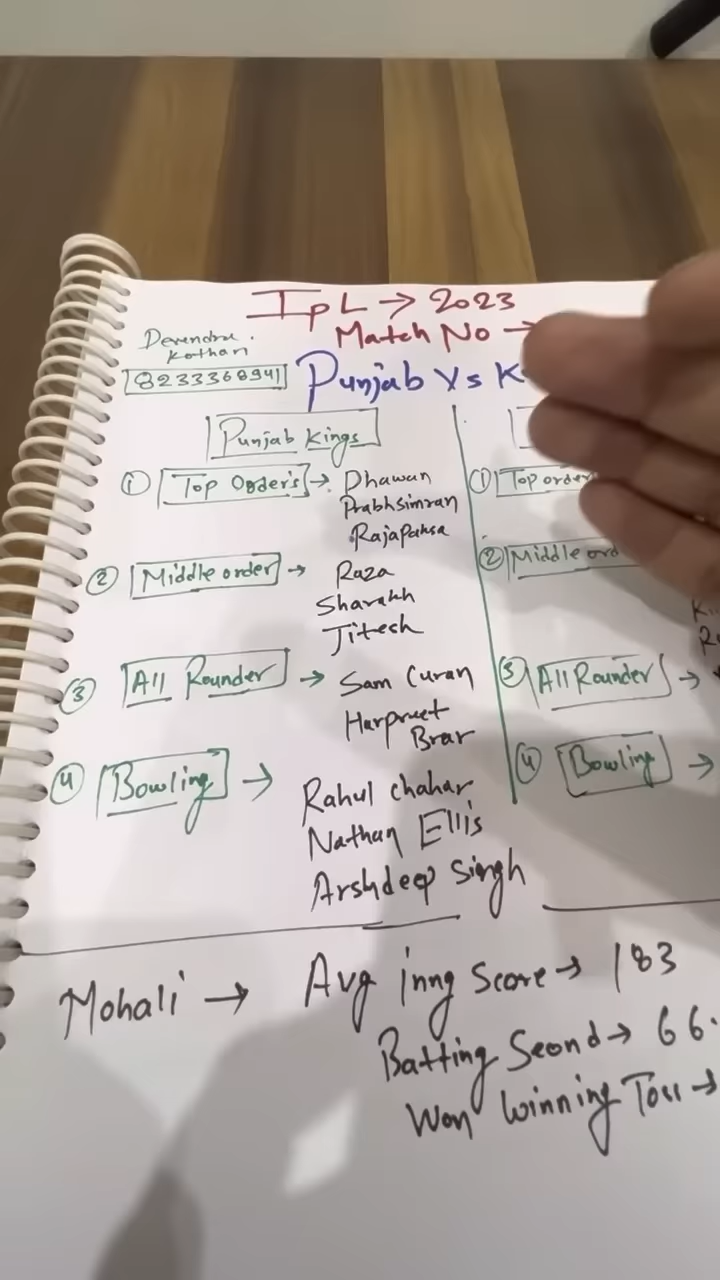 IPL → 2023
Match No →
Devendra
Kothari
8233368941
Punjab Vs K
Punjab Kings
① Top Order's → Dhawan
Prabhsimran
Rajapaksa
② Middle order → Raza
Sharukh
Jitesh
③ All Rounder → Sam Curan
Harpreet
Brar
④ Bowling → Rahul chahar
Nathan Ellis
Arshdeep Singh
① Top order
② Middle ord
③ All Rounder →
④ Bowling →
Mohali → Avg inng Score → 183
Batting Seond → 66.
Won winning Toss →